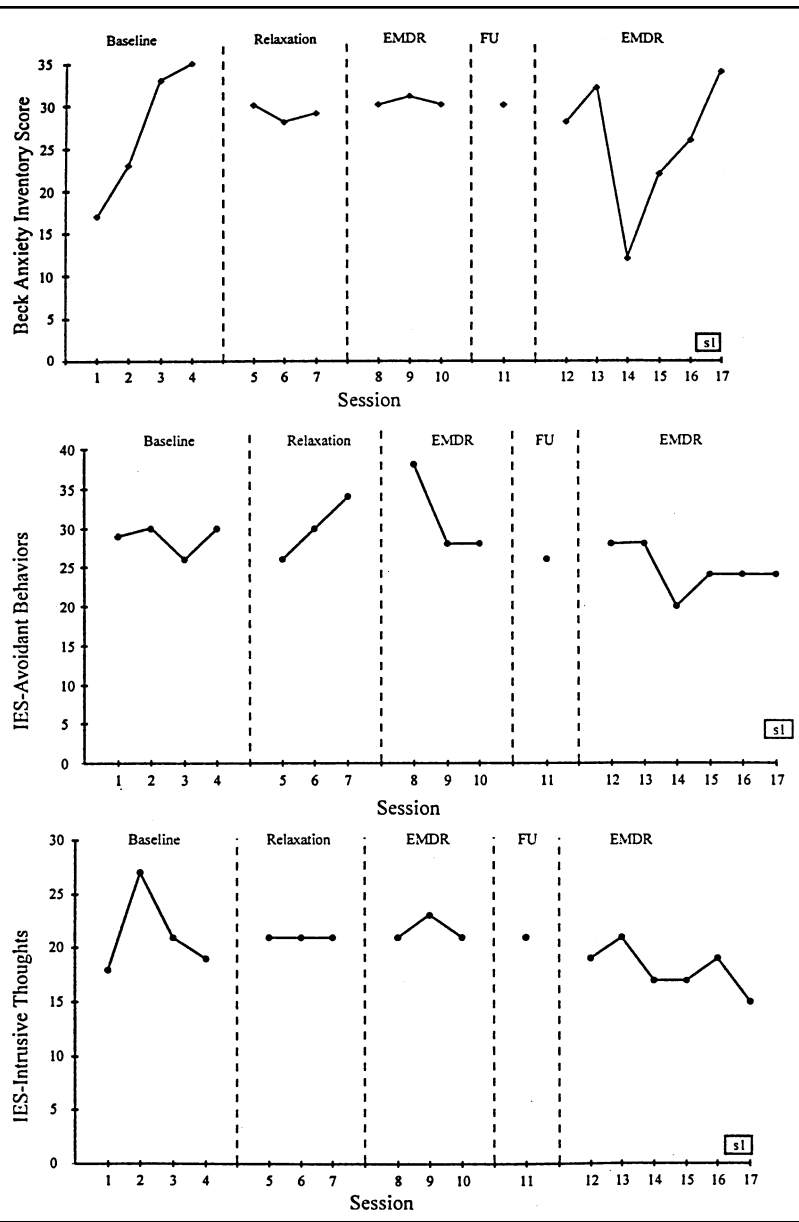 Baseline Relaxation EMDR FU EMDR
Beck Anxiety Inventory Score
35
30
25
20
15
10
5
0
s1
1 2 3 4 5 6 7 8 9 10 11 12 13 14 15 16 17
Session
Baseline Relaxation EMDR FU EMDR
IES-Avoidant Behaviors
40
35
30
25
20
15
10
5
0
s1
1 2 3 4 5 6 7 8 9 10 11 12 13 14 15 16 17
Session
Baseline Relaxation EMDR FU EMDR
IES-Intrusive Thoughts
30
25
20
15
10
5
0
s1
1 2 3 4 5 6 7 8 9 10 11 12 13 14 15 16 17
Session